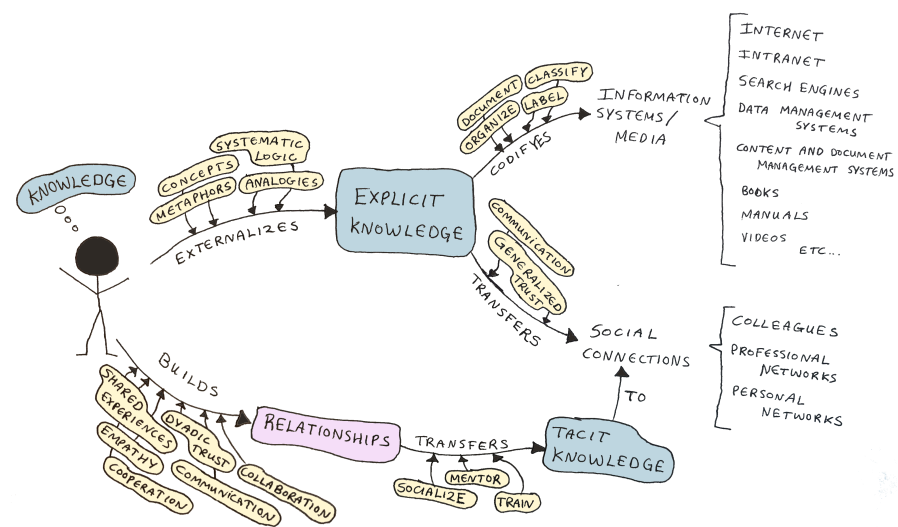 KNOWLEDGE
CONCEPTS
METAPHORS
SYSTEMATIC
LOGIC
ANALOGIES
EXTERNALIZES
EXPLICIT
KNOWLEDGE
DOCUMENT
ORGANIZE
CLASSIFY
LABEL
CODIFYES
INFORMATION
SYSTEMS/
MEDIA
INTERNET
INTRANET
SEARCH ENGINES
DATA MANAGEMENT
SYSTEMS
CONTENT AND DOCUMENT
MANAGEMENT SYSTEMS
BOOKS
MANUALS
VIDEOS
ETC...
COMMUNICATION
GENERALIZED
TRUST
TRANSFERS
SOCIAL
CONNECTIONS
COLLEAGUES
PROFESSIONAL
NETWORKS
PERSONAL
NETWORKS
BUILDS
SHARED
EXPERIENCES
EMPATHY
COOPERATION
DYADIC
TRUST
COMMUNICATION
COLLABORATION
RELATIONSHIPS
TRANSFERS
SOCIALIZE
MENTOR
TRAIN
TACIT
KNOWLEDGE
TO